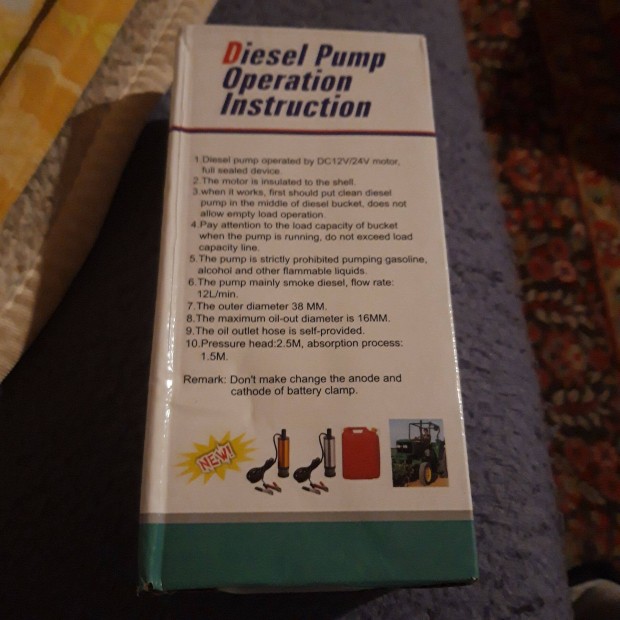 Diesel Pump
Operation
Instruction
1.Diesel pump operated by DC12V/24V motor,
full sealed device.
2.The motor is insulated to the shell.
3.when it works, first should put clean diesel
pump in the middle of diesel bucket, does not
allow empty load operation.
4.Pay attention to the load capacity of bucket
when the pump is running, do not exceed load
capacity line.
5.The pump is strictly prohibited pumping gasoline,
alcohol and other flammable liquids.
6.The pump mainly smoke diesel, flow rate:
12L/min.
7.The outer diameter 38 MM.
8.The maximum oil-out diameter is 16MM.
9.The oil outlet hose is self-provided.
10.Pressure head:2.5M, absorption process:
1.5M.
Remark: Don't make change the anode and
cathode of battery clamp.
NEW!